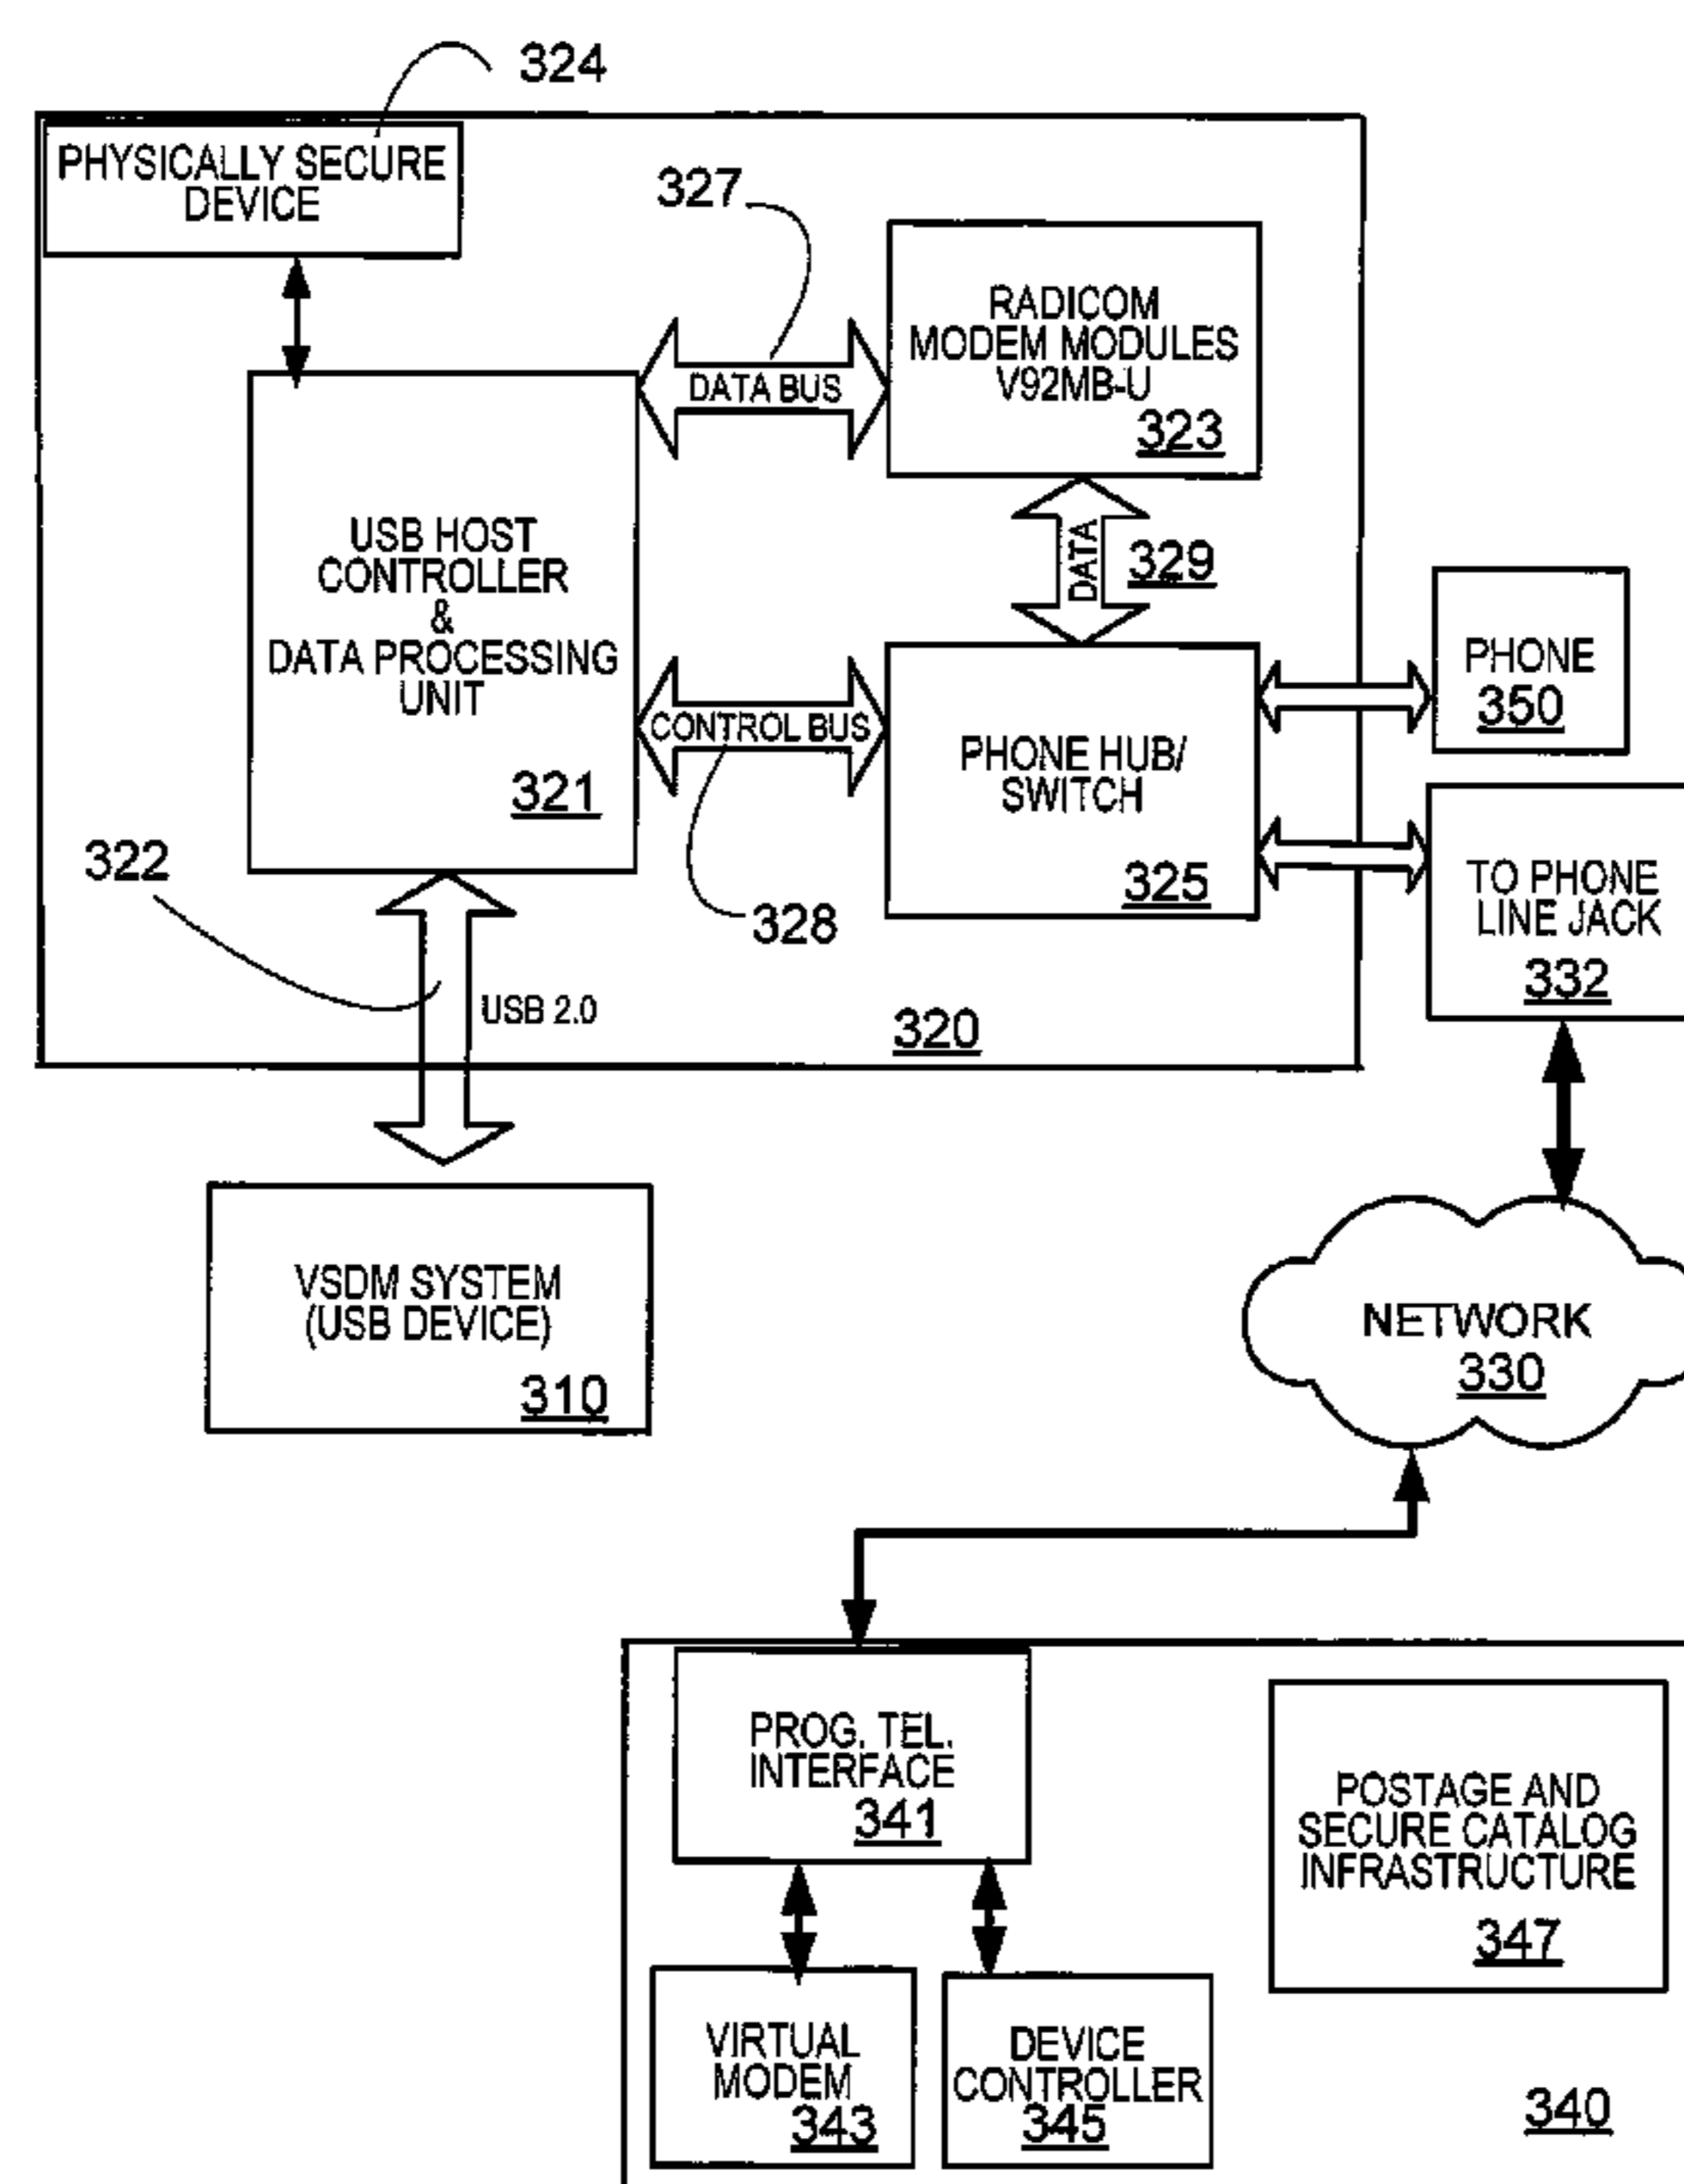 324
PHYSICALLY SECURE
DEVICE
327
RADICOM
MODEM MODULES
V92MB-U
323
DATA BUS
USB HOST
CONTROLLER
&
DATA PROCESSING
UNIT
321
DATA
329
PHONE
350
CONTROL BUS
PHONE HUB/
SWITCH
325
322
328
TO PHONE
LINE JACK
332
USB 2.0
320
VSDM SYSTEM
(USB DEVICE)
310
NETWORK
330
PROG. TEL.
INTERFACE
341
POSTAGE AND
SECURE CATALOG
INFRASTRUCTURE
347
VIRTUAL
MODEM
343
DEVICE
CONTROLLER
345
340